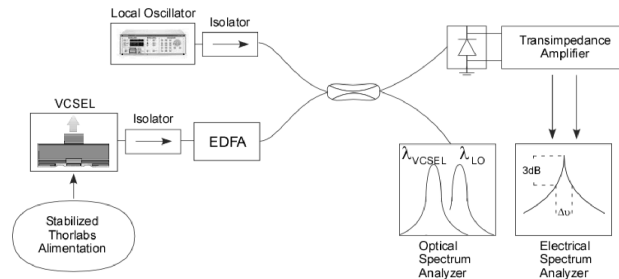 Local Oscillator
Isolator
Transimpedance
Amplifier
VCSEL
Isolator
EDFA
λVCSEL λLO
3dB
Δυ
Stabilized
Thorlabs
Alimentation
Optical
Spectrum
Analyzer
Electrical
Spectrum
Analyzer